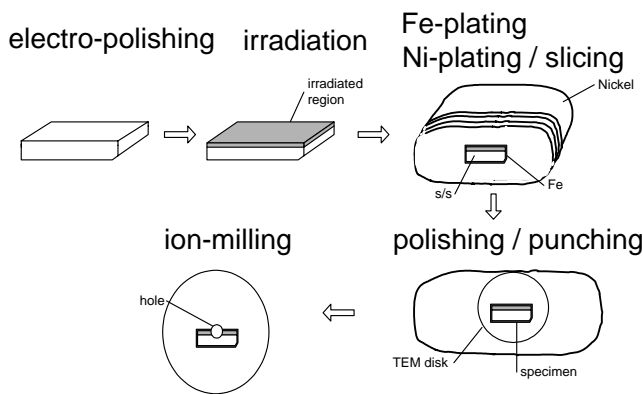 electro-polishing
irradiation
Fe-plating
Ni-plating / slicing
irradiated
region
Nickel
s/s
Fe
ion-milling
polishing / punching
hole
TEM disk
specimen